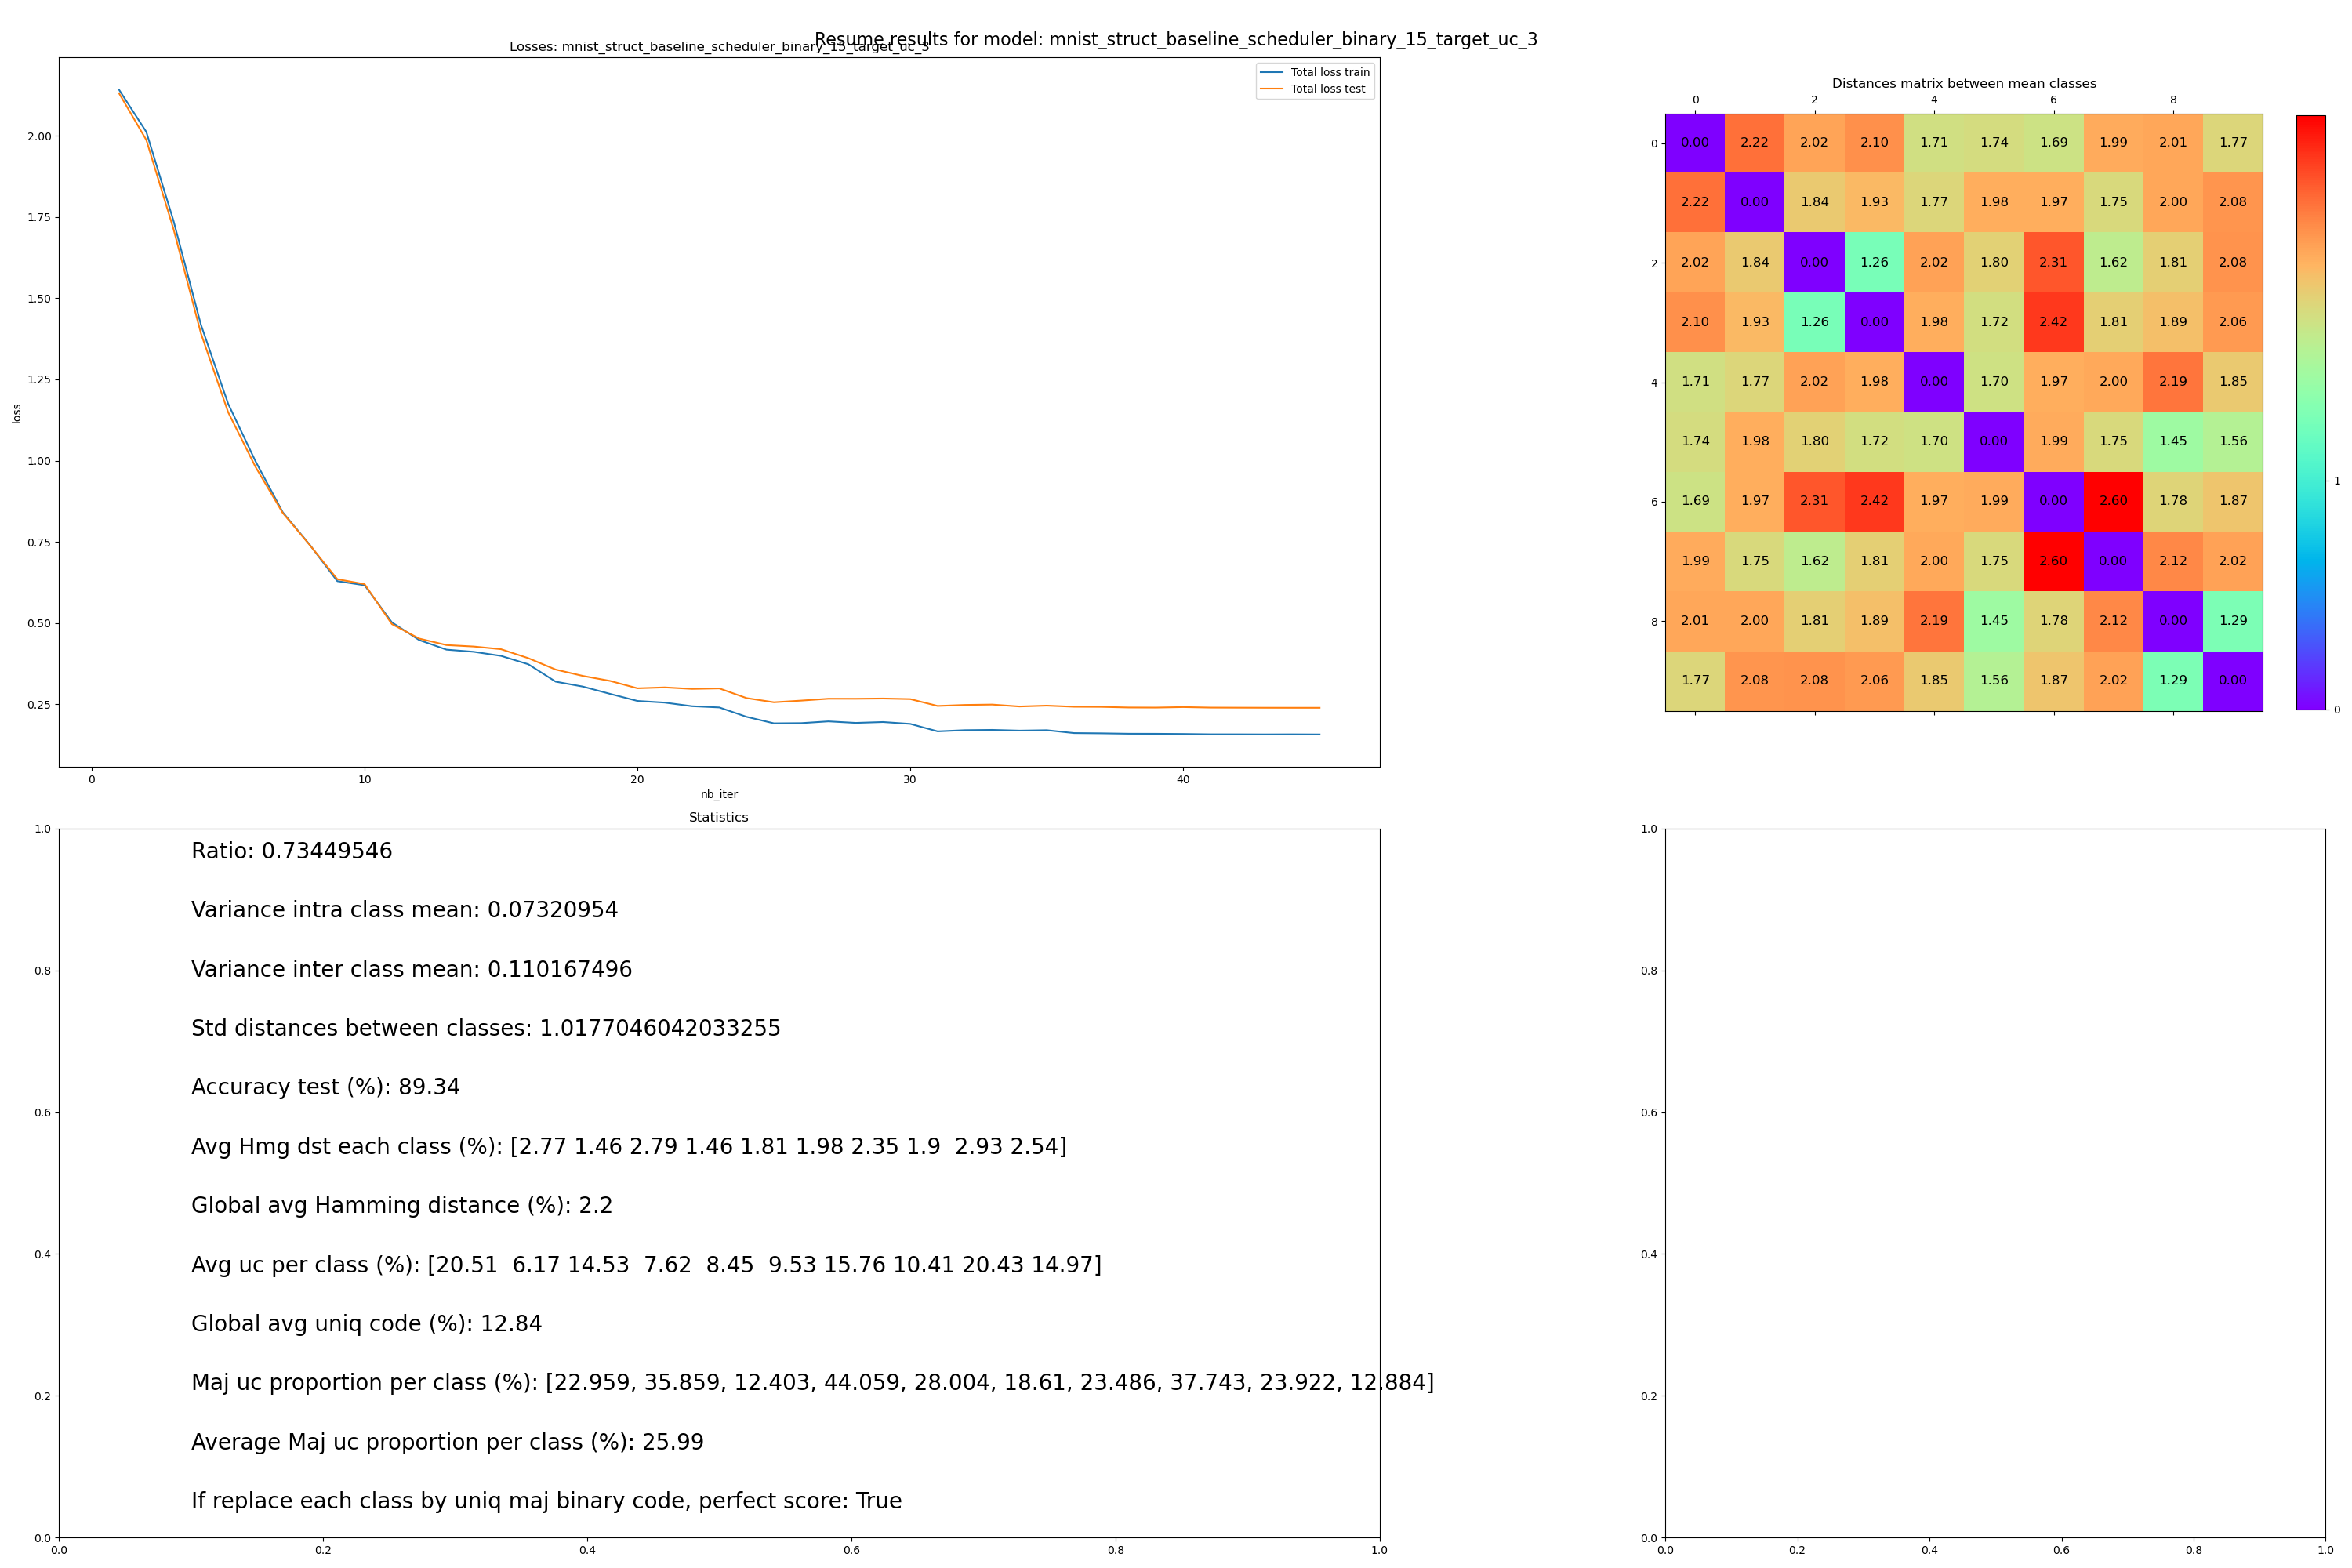 Resume results for model: mnist_struct_baseline_scheduler_binary_15_target_uc_3
Losses: mnist_struct_baseline_scheduler_binary_15_target_uc_3
Total loss train
Total loss test
2.00
1.75
1.50
1.25
1.00
0.75
0.50
0.25
loss
0 10 20 30 40
nb_iter
Distances matrix between mean classes
0 2 4 6 8
0 0.00 2.22 2.02 2.10 1.71 1.74 1.69 1.99 2.01 1.77
2.22 0.00 1.84 1.93 1.77 1.98 1.97 1.75 2.00 2.08
2 2.02 1.84 0.00 1.26 2.02 1.80 2.31 1.62 1.81 2.08
2.10 1.93 1.26 0.00 1.98 1.72 2.42 1.81 1.89 2.06
4 1.71 1.77 2.02 1.98 0.00 1.70 1.97 2.00 2.19 1.85
1.74 1.98 1.80 1.72 1.70 0.00 1.99 1.75 1.45 1.56
6 1.69 1.97 2.31 2.42 1.97 1.99 0.00 2.60 1.78 1.87
1.99 1.75 1.62 1.81 2.00 1.75 2.60 0.00 2.12 2.02
8 2.01 2.00 1.81 1.89 2.19 1.45 1.78 2.12 0.00 1.29
1.77 2.08 2.08 2.06 1.85 1.56 1.87 2.02 1.29 0.00
1
0
Statistics
Ratio: 0.73449546
Variance intra class mean: 0.07320954
Variance inter class mean: 0.110167496
Std distances between classes: 1.0177046042033255
Accuracy test (%): 89.34
Avg Hmg dst each class (%): [2.77 1.46 2.79 1.46 1.81 1.98 2.35 1.9  2.93 2.54]
Global avg Hamming distance (%): 2.2
Avg uc per class (%): [20.51  6.17 14.53  7.62  8.45  9.53 15.76 10.41 20.43 14.97]
Global avg uniq code (%): 12.84
Maj uc proportion per class (%): [22.959, 35.859, 12.403, 44.059, 28.004, 18.61, 23.486, 37.743, 23.922, 12.884]
Average Maj uc proportion per class (%): 25.99
If replace each class by uniq maj binary code, perfect score: True
1.0
0.8
0.6
0.4
0.2
0.0
0.0 0.2 0.4 0.6 0.8 1.0
1.0
0.8
0.6
0.4
0.2
0.0
0.0 0.2 0.4 0.6 0.8 1.0